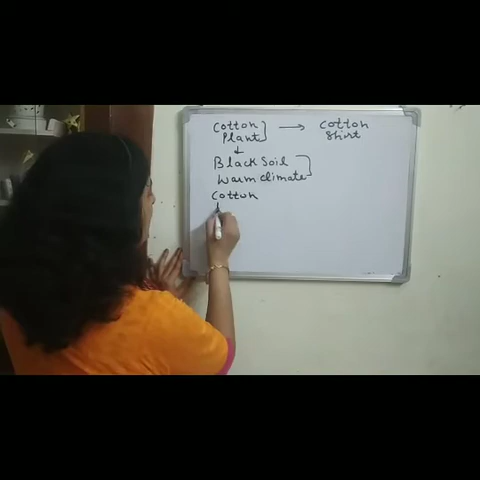 Cotton → Cotton
Plant Shirt
↓
Black Soil
Warm climate
Cotton